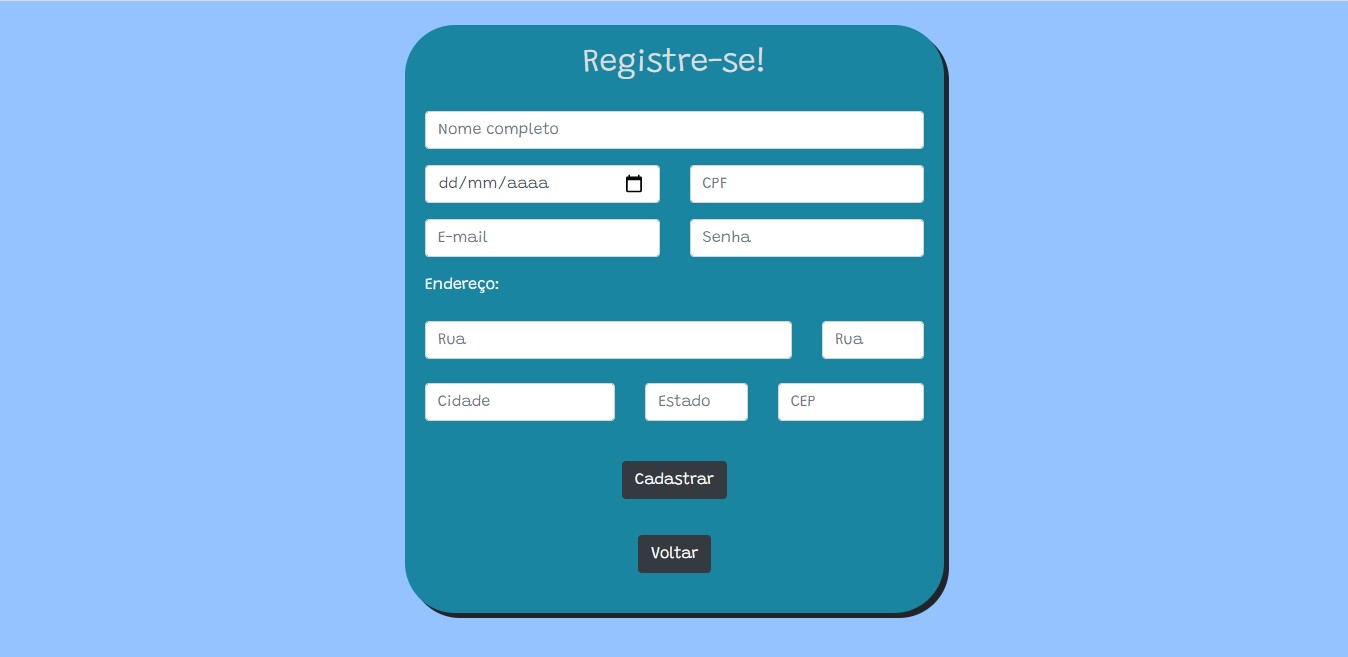 Registre-se!
Nome completo
dd/mm/aaaa CPF
E-mail Senha
Endereço:
Rua Rua
Cidade Estado CEP
Cadastrar
Voltar